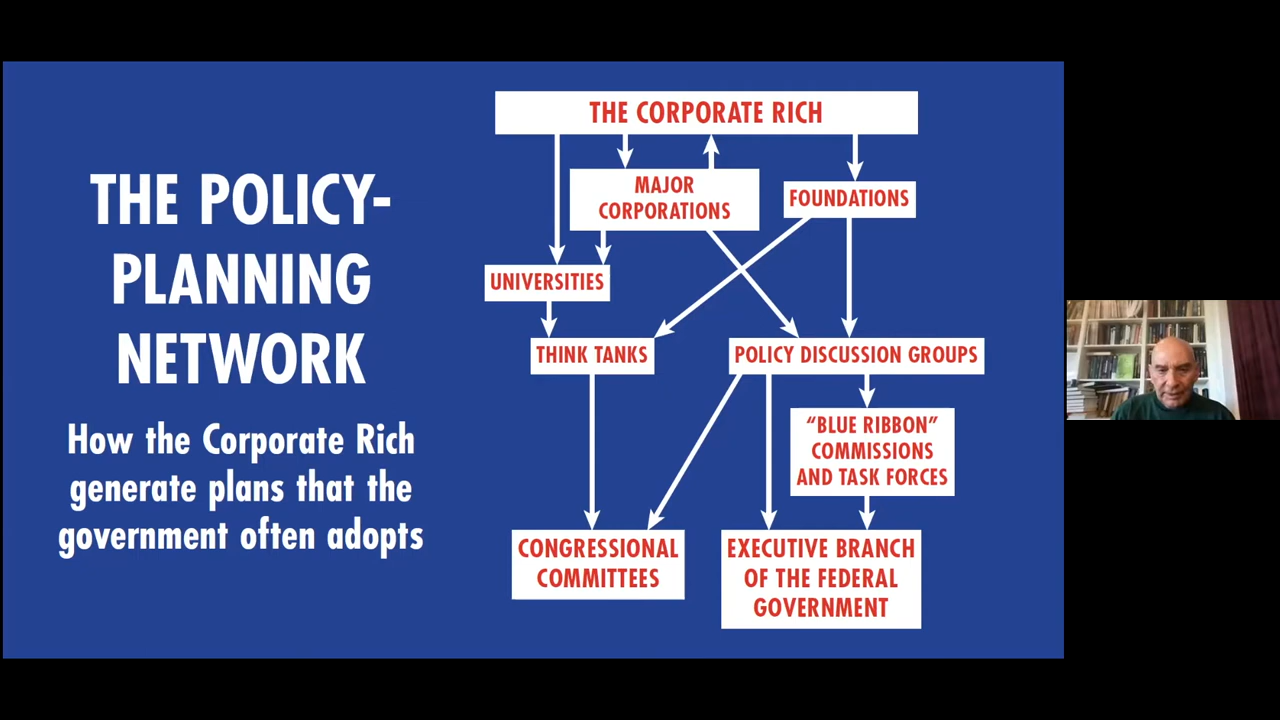 THE POLICY-
PLANNING
NETWORK
How the Corporate Rich
generate plans that the
government often adopts
THE CORPORATE RICH
MAJOR
CORPORATIONS
FOUNDATIONS
UNIVERSITIES
THINK TANKS
POLICY DISCUSSION GROUPS
“BLUE RIBBON”
COMMISSIONS
AND TASK FORCES
CONGRESSIONAL
COMMITTEES
EXECUTIVE BRANCH
OF THE FEDERAL
GOVERNMENT